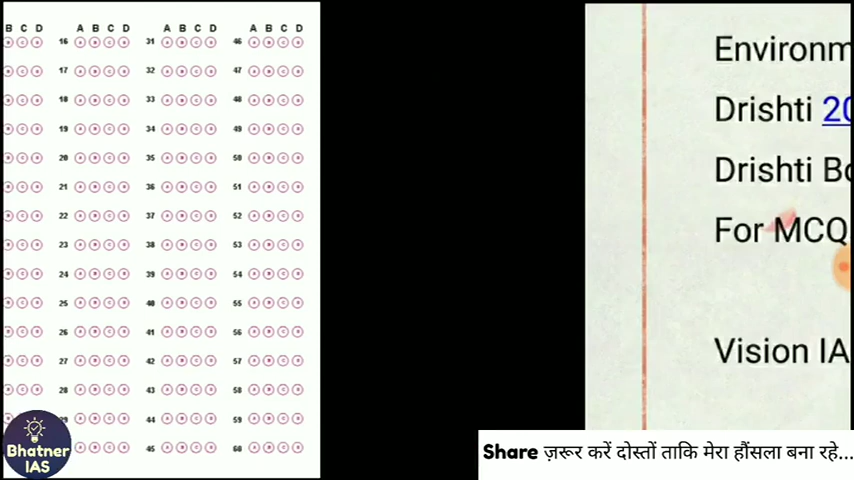 B C D A B C D A B C D A B C D
16 31 46
17 32 47
18 33 48
19 34 49
20 35 50
21 36 51
22 37 52
23 38 53
24 39 54
25 40 55
26 41 56
27 42 57
28 43 58
29 44 59
45 60
Bhatner
IAS
Environm
Drishti 20
Drishti Bo
For MCQ
Vision IA
Share ज़रूर करें दोस्तों ताकि मेरा हौंसला बना रहे...